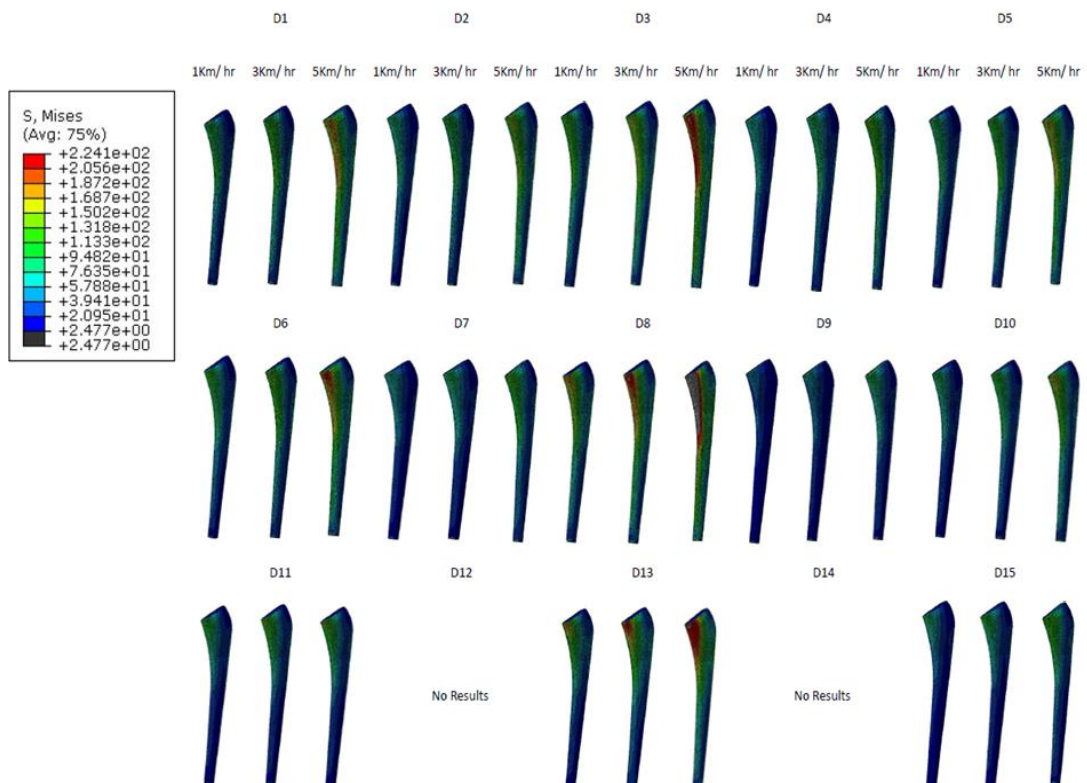 D1 D2 D3 D4 D5
1Km/ hr 3Km/ hr 5Km/ hr 1Km/ hr 3Km/ hr 5Km/ hr 1Km/ hr 3Km/ hr 5Km/ hr 1Km/ hr 3Km/ hr 5Km/ hr 1Km/ hr 3Km/ hr 5Km/ hr
S, Mises
(Avg: 75%)
+2.241e+02
+2.056e+02
+1.872e+02
+1.687e+02
+1.502e+02
+1.318e+02
+1.133e+02
+9.482e+01
+7.635e+01
+5.788e+01
+3.941e+01
+2.095e+01
+2.477e+00
+2.477e+00
D6 D7 D8 D9 D10
D11 D12 D13 D14 D15
No Results No Results